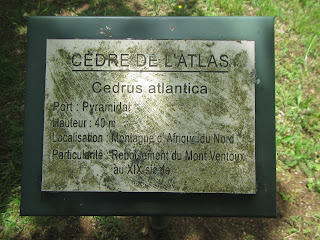 CÈDRE DE L'ATLAS
Cedrus atlantica
Port : Pyramidal
Hauteur : 40 m
Localisation : Montagne d'Afrique du Nord
Particularité : Reboisement du Mont Ventoux
au XIX siècle